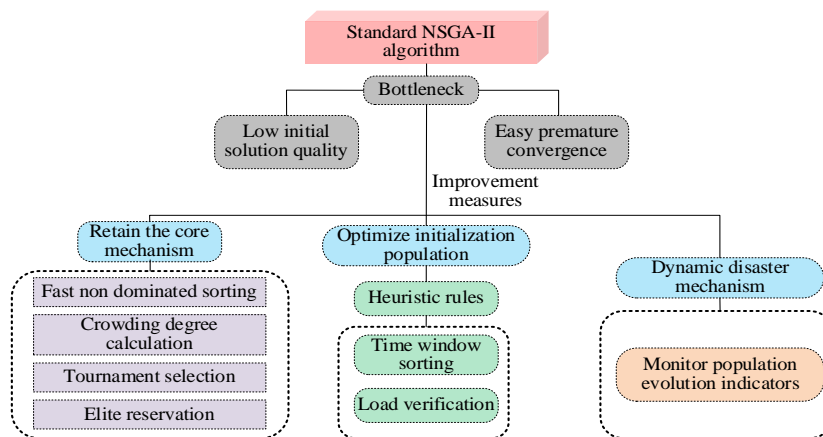 Standard NSGA-II
algorithm
Bottleneck
Low initial
solution quality
Easy premature
convergence
Improvement
measures
Retain the core
mechanism
Fast non dominated sorting
Crowding degree
calculation
Tournament selection
Elite reservation
Optimize initialization
population
Heuristic rules
Time window
sorting
Load verification
Dynamic disaster
mechanism
Monitor population
evolution indicators